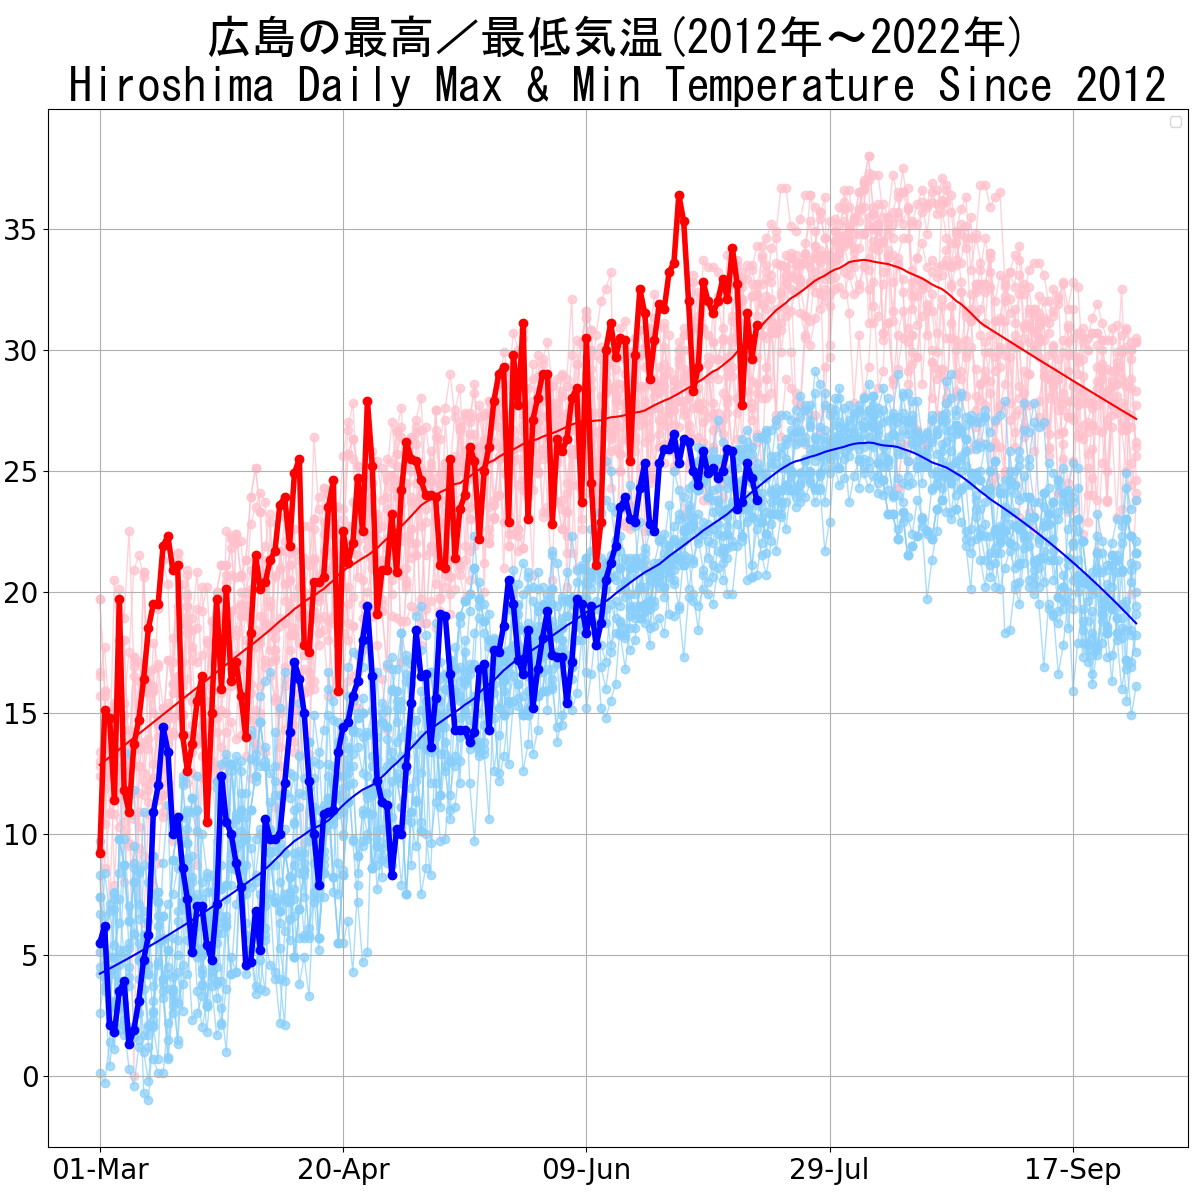 広島の最高／最低気温(2012年〜2022年)
Hiroshima Daily Max & Min Temperature Since 2012
35
30
25
20
15
10
5
0
01-Mar 20-Apr 09-Jun 29-Jul 17-Sep